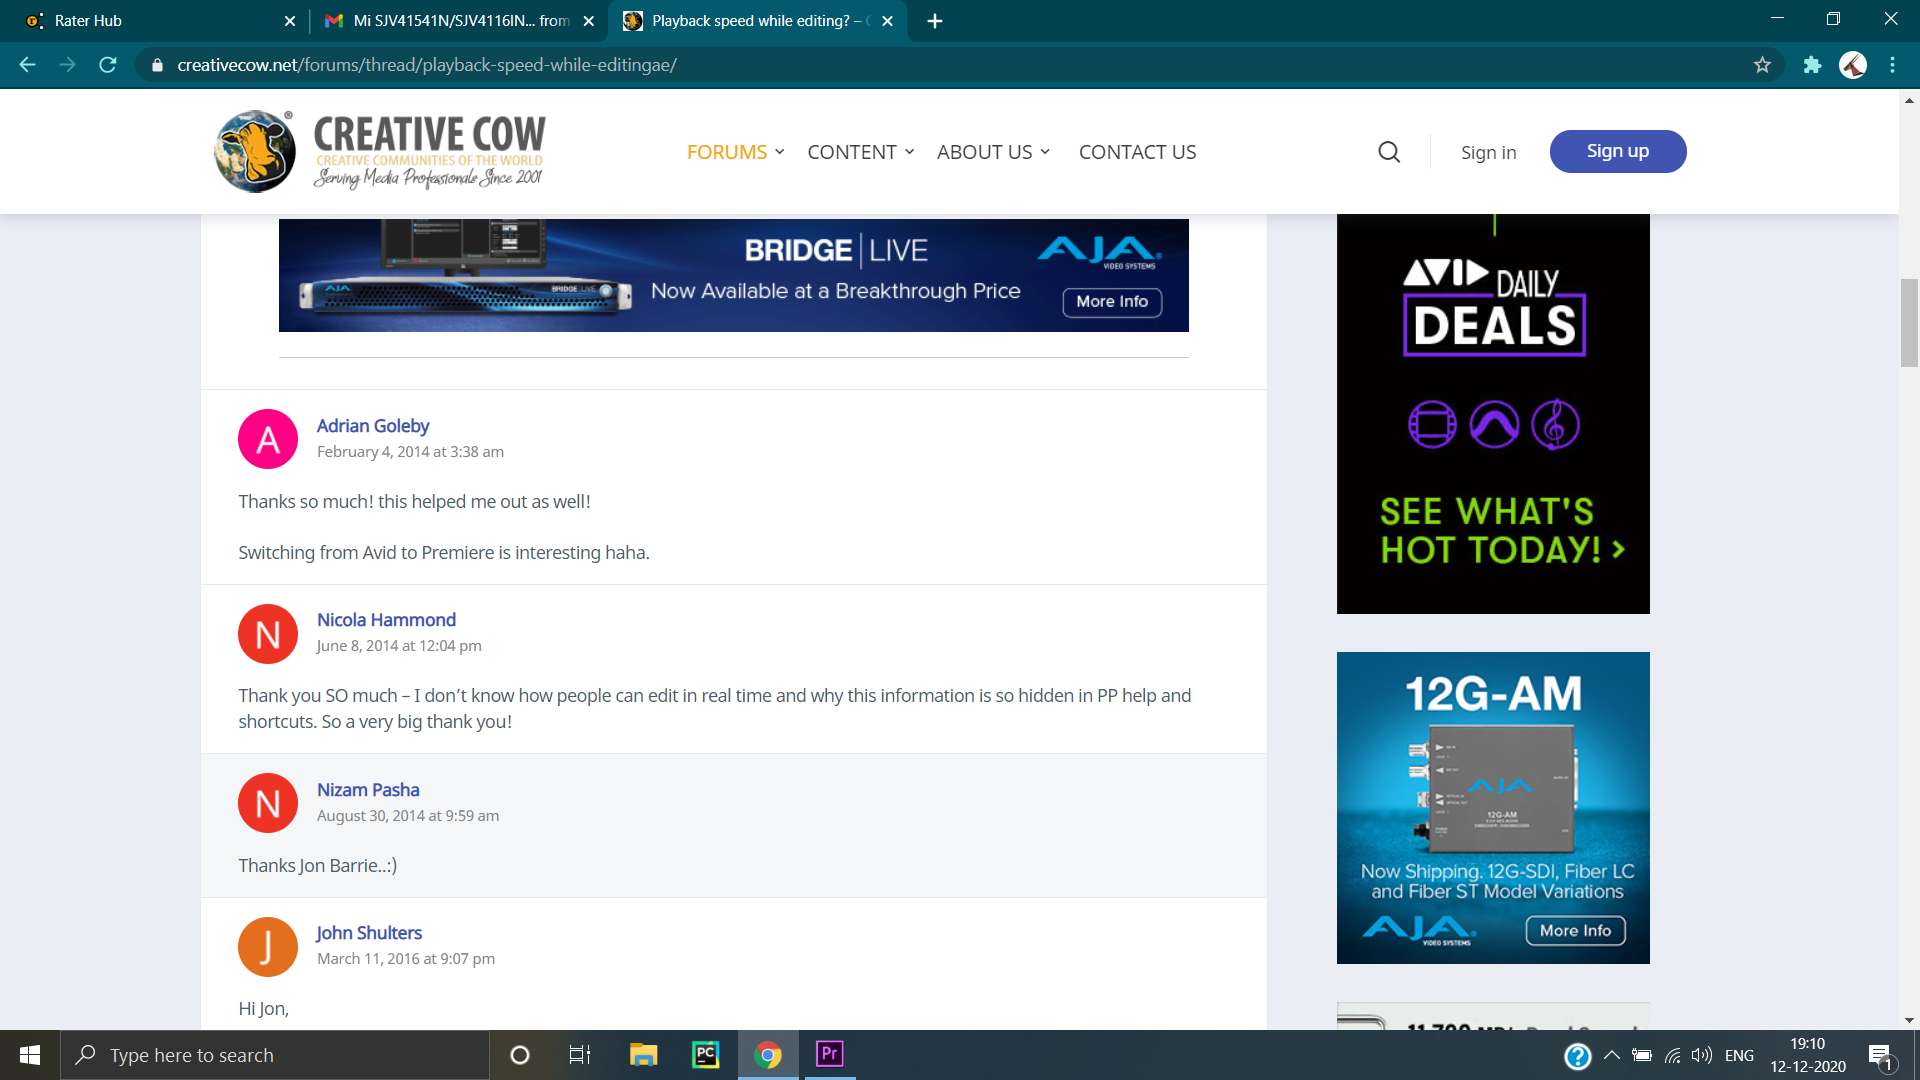 Rater Hub
Mi SJV41541N/SJV4116IN... from
Playback speed while editing? –
creativecow.net/forums/thread/playback-speed-while-editingae/
CREATIVE COW
CREATIVE COMMUNITIES OF THE WORLD
Serving Media Professionals Since 2001
FORUMS
CONTENT
ABOUT US
CONTACT US
Sign in
Sign up
BRIDGE | LIVE
AJA
VIDEO SYSTEMS
Now Available at a Breakthrough Price
More Info
AJA
BRIDGE LIVE
AVID DAILY
DEALS
SEE WHAT'S
HOT TODAY! >
A
Adrian Goleby
February 4, 2014 at 3:38 am
Thanks so much! this helped me out as well!
Switching from Avid to Premiere is interesting haha.
N
Nicola Hammond
June 8, 2014 at 12:04 pm
Thank you SO much – I don’t know how people can edit in real time and why this information is so hidden in PP help and
shortcuts. So a very big thank you!
N
Nizam Pasha
August 30, 2014 at 9:59 am
Thanks Jon Barrie..:)
J
John Shulters
March 11, 2016 at 9:07 pm
Hi Jon,
12G-AM
AJA
12G-AM
Now Shipping. 12G-SDI, Fiber LC
and Fiber ST Model Variations
AJA
VIDEO SYSTEMS
More Info
Type here to search
PC
Pr
ENG
19:10
12-12-2020
1